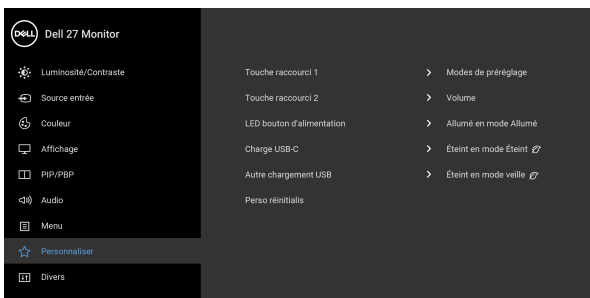 DELL Dell 27 Monitor
Luminosité/Contraste
Source entrée
Couleur
Affichage
PIP/PBP
Audio
Menu
Personnaliser
Divers
Touche raccourci 1 > Modes de préréglage
Touche raccourci 2 > Volume
LED bouton d'alimentation > Allumé en mode Allumé
Charge USB-C > Éteint en mode Éteint
Autre chargement USB > Éteint en mode veille
Perso réinitialis